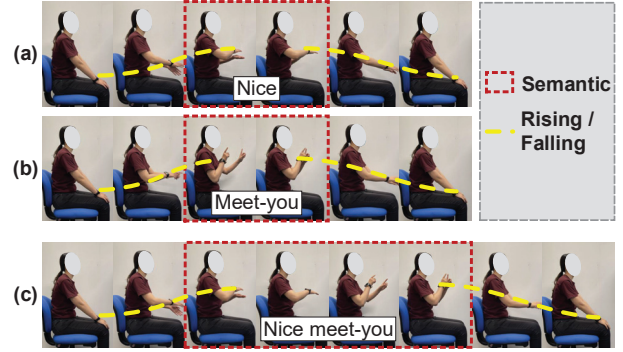 (a)
Nice
(b)
Meet-you
(c)
Nice meet-you
Semantic
Rising /
Falling